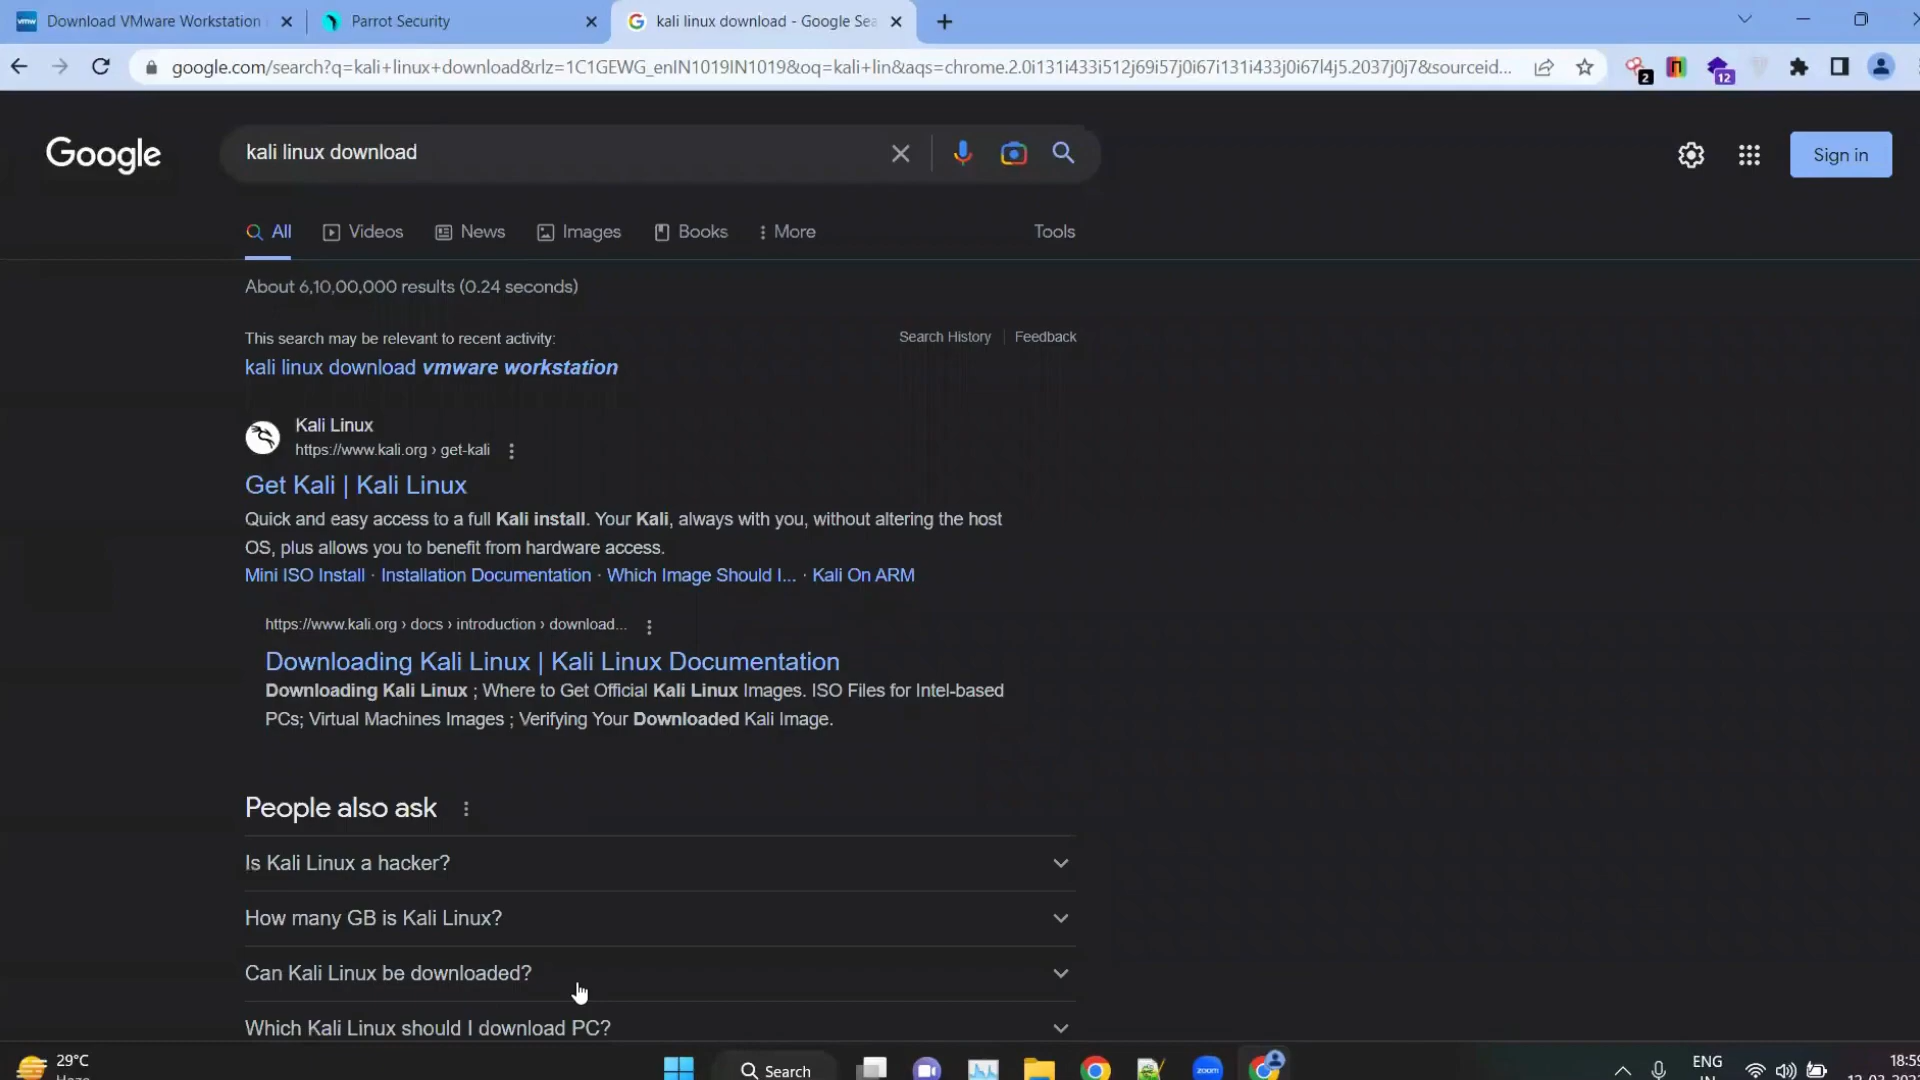 Download VMware Workstation
Parrot Security
kali linux download - Google Sea
google.com/search?q=kali+linux+download&rlz=1C1GEWG_enIN1019IN1019&oq=kali+lin&aqs=chrome.2.0i131i433i512j69i57j0i67i131i433j0i67l4j5.2037j0j7&sourceid...
2
12
Google
kali linux download
Sign in
All
Videos
News
Images
Books
More
Tools
About 6,10,00,000 results (0.24 seconds)
This search may be relevant to recent activity:
Search History
Feedback
kali linux download vmware workstation
Kali Linux
https://www.kali.org › get-kali
Get Kali | Kali Linux
Quick and easy access to a full Kali install. Your Kali, always with you, without altering the host
OS, plus allows you to benefit from hardware access.
Mini ISO Install · Installation Documentation · Which Image Should I... · Kali On ARM
https://www.kali.org › docs › introduction › download...
Downloading Kali Linux | Kali Linux Documentation
Downloading Kali Linux ; Where to Get Official Kali Linux Images. ISO Files for Intel-based
PCs; Virtual Machines Images ; Verifying Your Downloaded Kali Image.
People also ask
Is Kali Linux a hacker?
How many GB is Kali Linux?
Can Kali Linux be downloaded?
Which Kali Linux should I download PC?
29°C
Haze
Search
zoom
ENG
IN
18:59